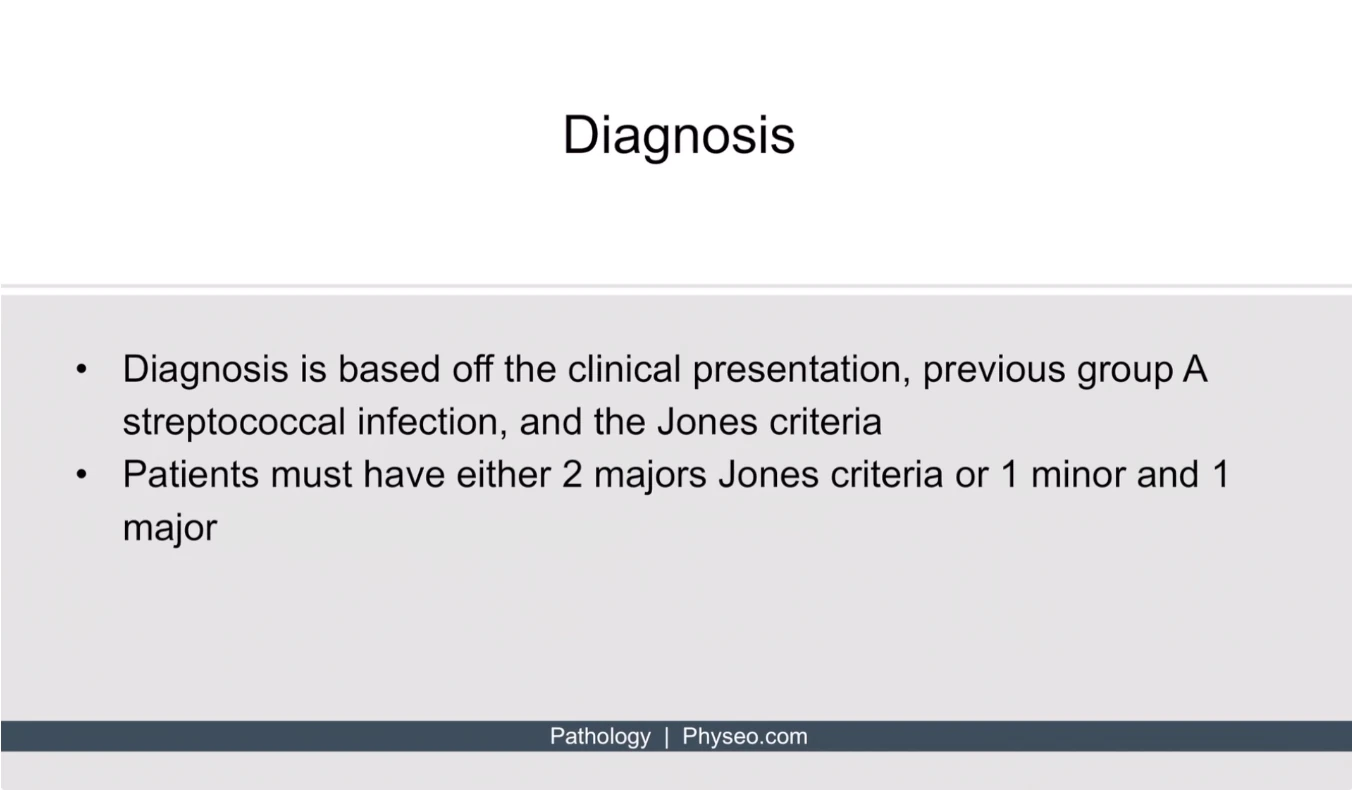 Diagnosis
• Diagnosis is based off the clinical presentation, previous group A
streptococcal infection, and the Jones criteria
• Patients must have either 2 majors Jones criteria or 1 minor and 1
major
Pathology | Physeo.com